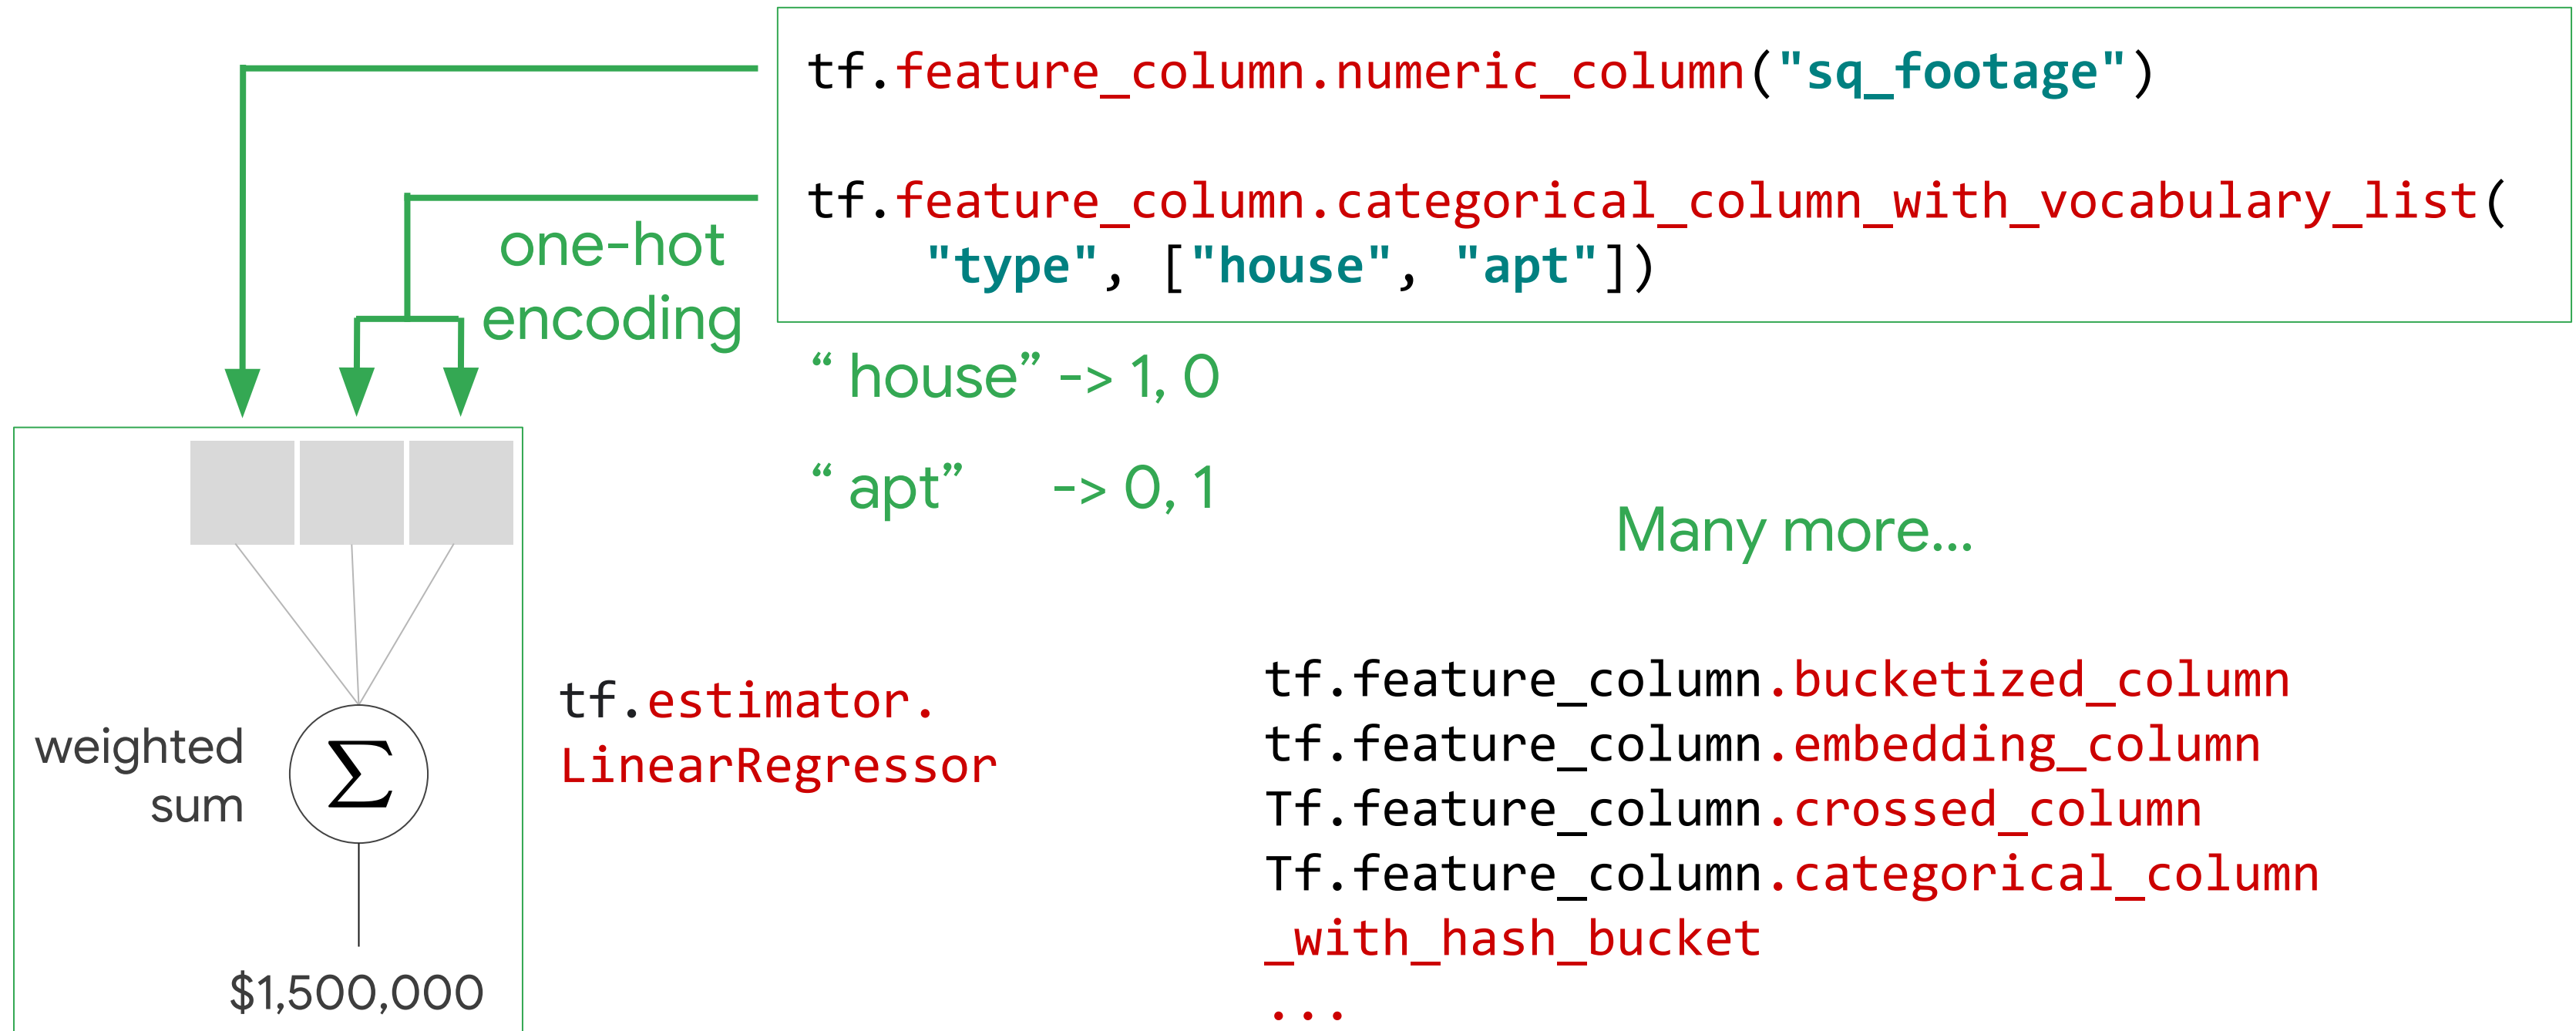 tf.feature_column.numeric_column("sq_footage")
tf.feature_column.categorical_column_with_vocabulary_list(
"type", ["house", "apt"])
one-hot
encoding
“ house” -> 1, 0
“ apt” -> 0, 1
Many more...
tf.estimator.
LinearRegressor
weighted
sum
Σ
$1,500,000
tf.feature_column.bucketized_column
tf.feature_column.embedding_column
Tf.feature_column.crossed_column
Tf.feature_column.categorical_column
_with_hash_bucket
...